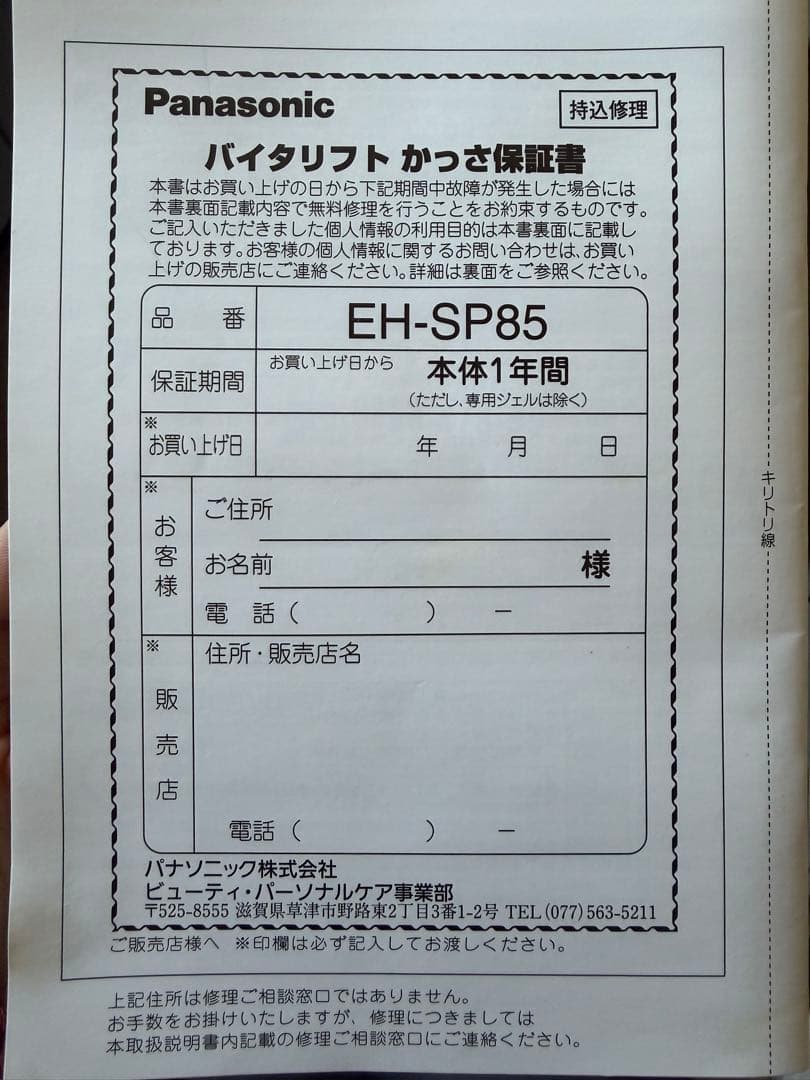 Panasonic
持込修理
バイタリフト かっさ保証書
本書はお買い上げの日から下記期間中故障が発生した場合には
本書裏面記載内容で無料修理を行うことをお約束するものです。
ご記入いただきました個人情報の利用目的は本書裏面に記載し
ております。お客様の個人情報に関するお問い合わせは、お買い
上げの販売店にご連絡ください。詳細は裏面をご参照ください。
品 番 EH-SP85
保証期間 お買い上げ日から 本体1年間
(ただし、専用ジェルは除く)
※
お買い上げ日 年 月 日
※
お客様
ご住所
お名前 様
電 話 ( ) −
※
販売店
住所・販売店名
電話 ( ) −
パナソニック株式会社
ビューティ・パーソナルケア事業部
〒525-8555 滋賀県草津市野路東2丁目3番1-2号 TEL(077)563-5211
ご販売店様へ ※印欄は必ず記入してお渡しください。
上記住所は修理ご相談窓口ではありません。
お手数をお掛けいたしますが、修理につきましては
本取扱説明書内記載の修理ご相談窓口にご連絡ください。
キリトリ線